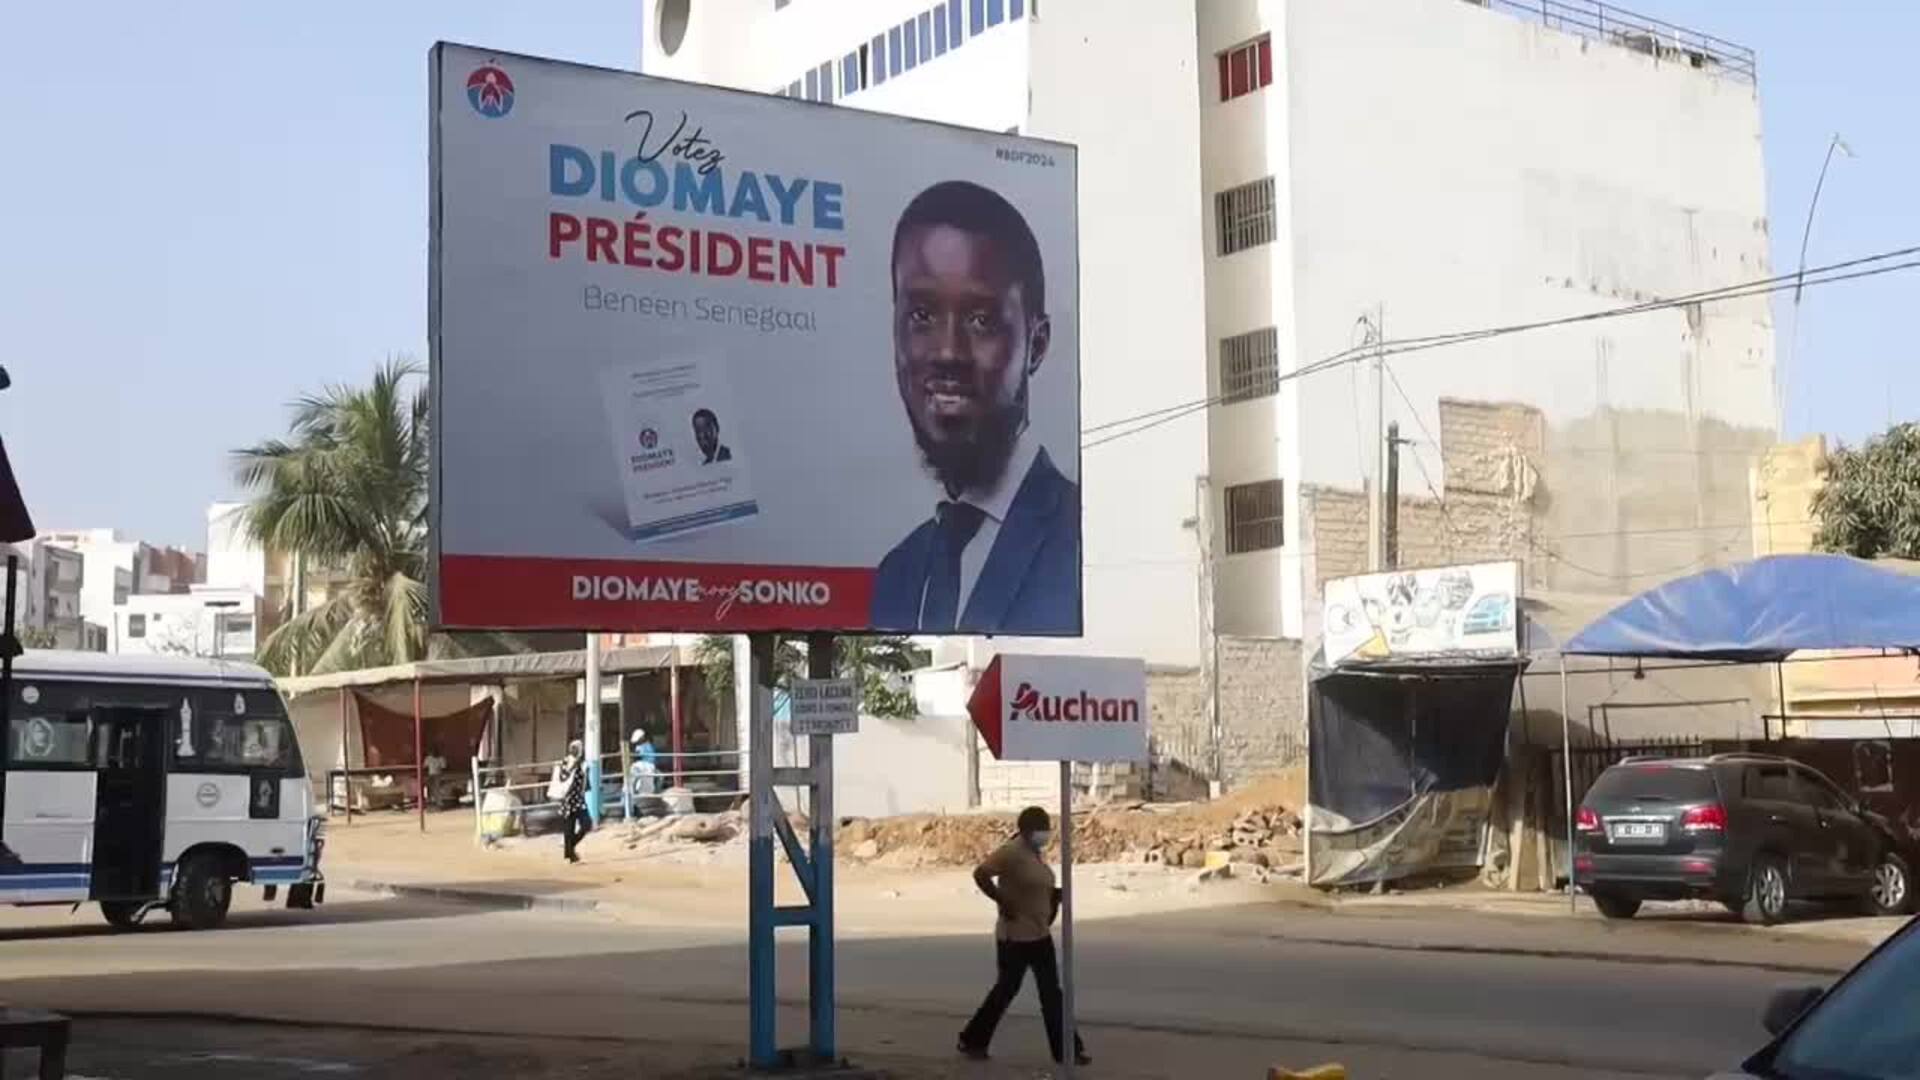 Votez
#BDF2024
DIOMAYE
PRÉSIDENT
Beneen Senegaal
DIOMAYE
PRÉSIDENT
DIOMAYE mooy SONKO
Auchan